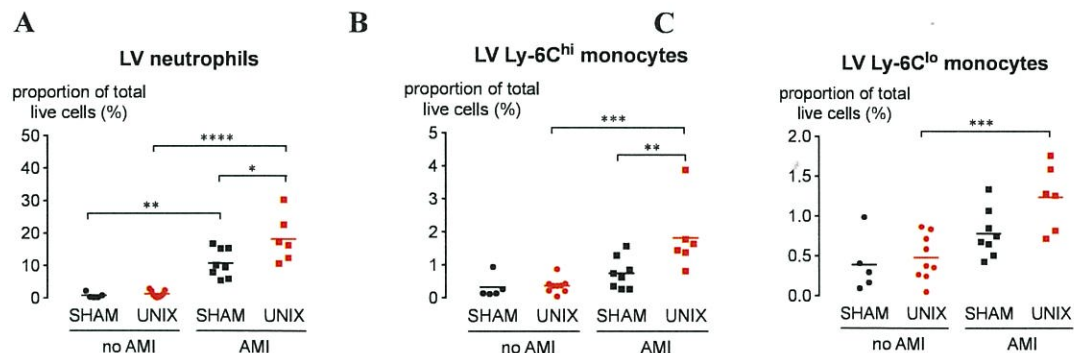 A
LV neutrophils
proportion of total
live cells (%)
50
40
30
20
10
0
****
*
**
SHAM UNIX SHAM UNIX
no AMI AMI
B
LV Ly-6Chi monocytes
proportion of total
live cells (%)
5
4
3
2
1
0
***
**
SHAM UNIX SHAM UNIX
no AMI AMI
C
LV Ly-6Clo monocytes
proportion of total
live cells (%)
2.0
1.5
1.0
0.5
0.0
***
SHAM UNIX SHAM UNIX
no AMI AMI